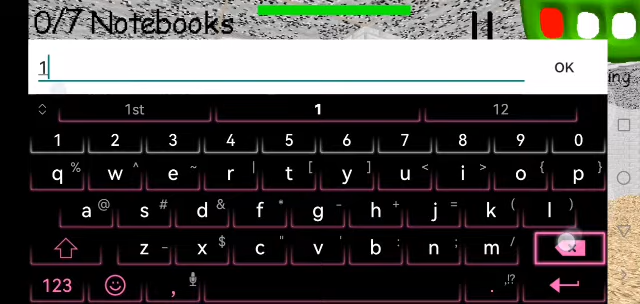 0/7 Notebooks
1
OK
ing
1st 1 12
1 2 3 4 5 6 7 8 9 0
q % w ^ e ~ r | t [ y ] u < i > o { p }
a @ s # d & f * g - h + j = k ( l )
z _ x $ c " v ' b : n ; m /
123 , . ,!?